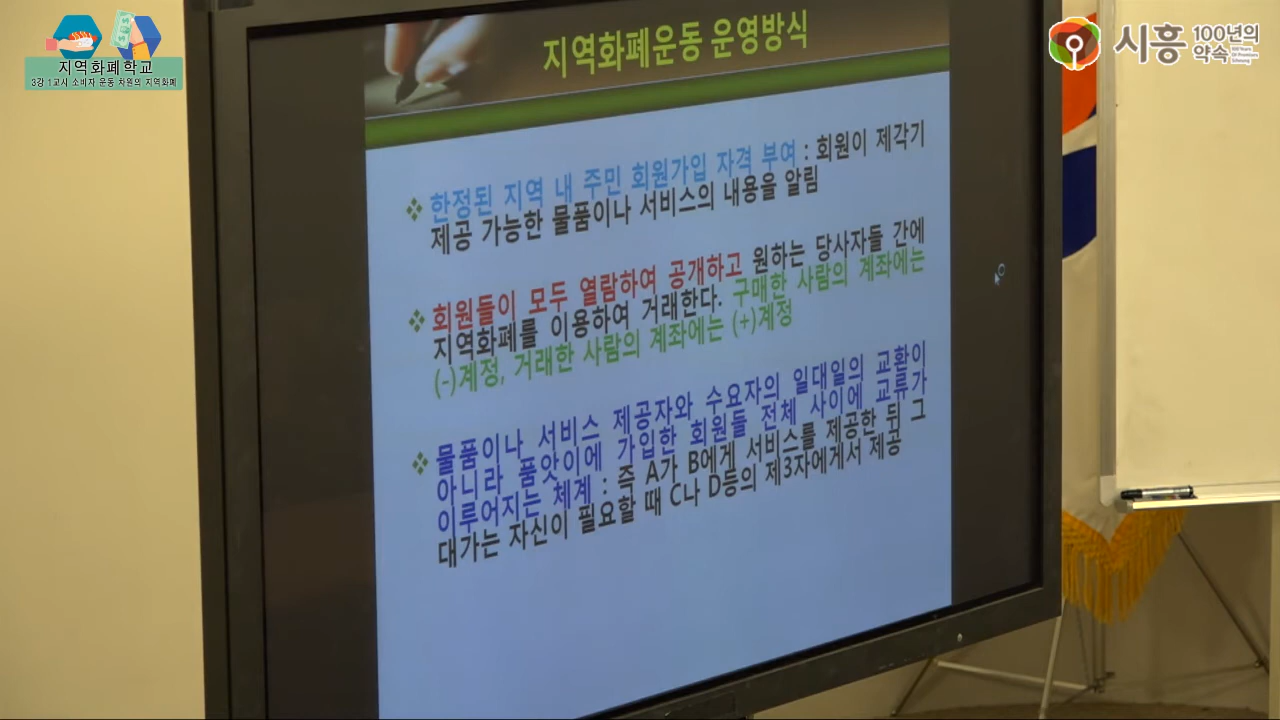 지역화폐학교
3강 1교시 소비자 운동 차원의 지역화폐
시흥 100년의 약속
지역화폐운동 운영방식
❖ 한정된 지역 내 주민 회원가입 자격 부여 : 회원이 제각기
제공 가능한 물품이나 서비스의 내용을 알림
❖ 회원들이 모두 열람하여 공개하고 원하는 당사자들 간에
지역화폐를 이용하여 거래한다. 구매한 사람의 계좌에는
(-)계정, 거래한 사람의 계좌에는 (+)계정
❖ 물품이나 서비스 제공자와 수요자의 일대일의 교환이
아니라 품앗이에 가입한 회원들 전체 사이에 교류가
이루어지는 체계 : 즉 A가 B에게 서비스를 제공한 뒤 그
대가는 자신이 필요할 때 C나 D등의 제3자에게서 제공